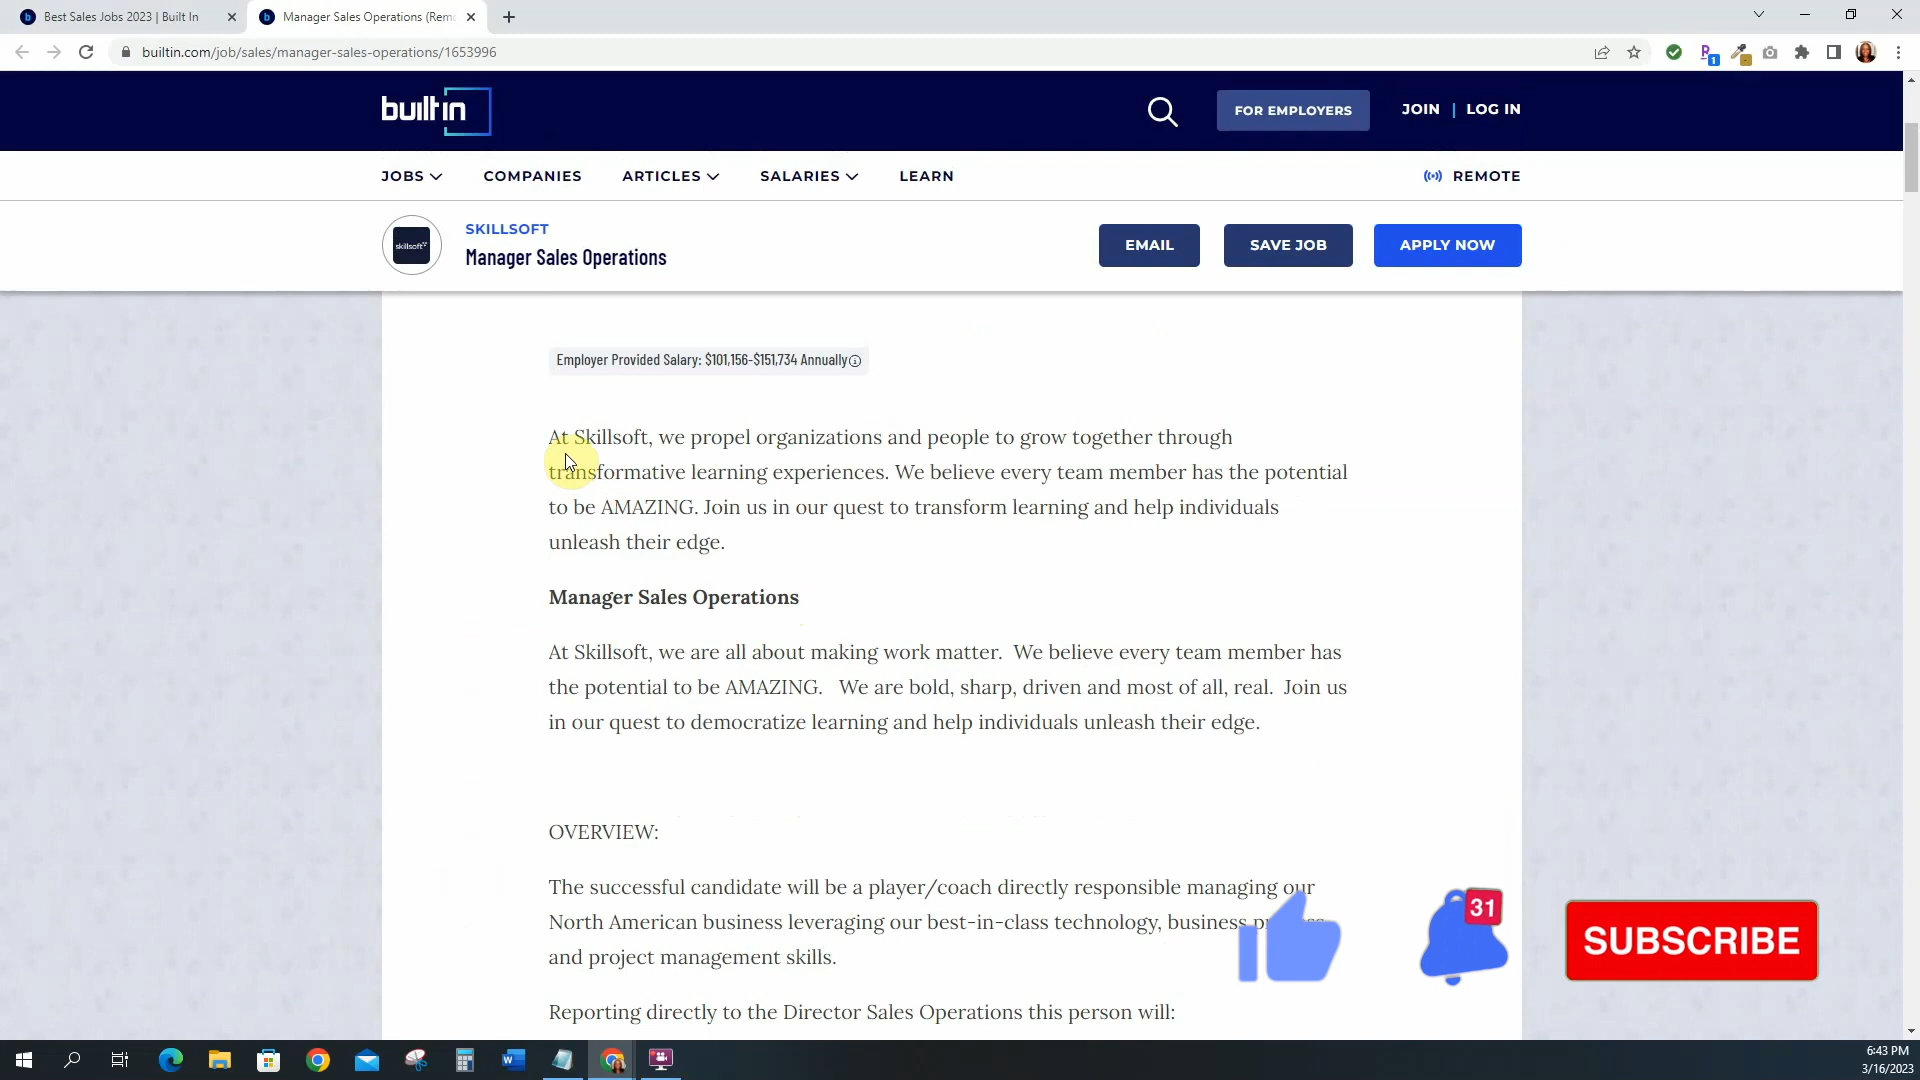 Best Sales Jobs 2023 | Built In
Manager Sales Operations (Rem
builtin.com/job/sales/manager-sales-operations/1653996
1
builtin
FOR EMPLOYERS
JOIN | LOG IN
JOBS
COMPANIES
ARTICLES
SALARIES
LEARN
REMOTE
skillsoft
SKILLSOFT
Manager Sales Operations
EMAIL
SAVE JOB
APPLY NOW
Employer Provided Salary: $101,156-$151,734 Annually
At Skillsoft, we propel organizations and people to grow together through
transformative learning experiences. We believe every team member has the potential
to be AMAZING. Join us in our quest to transform learning and help individuals
unleash their edge.
Manager Sales Operations
At Skillsoft, we are all about making work matter.  We believe every team member has
the potential to be AMAZING.   We are bold, sharp, driven and most of all, real.  Join us
in our quest to democratize learning and help individuals unleash their edge.
OVERVIEW:
The successful candidate will be a player/coach directly responsible managing our
North American business leveraging our best-in-class technology, business
and project management skills.
Reporting directly to the Director Sales Operations this person will:
31
SUBSCRIBE
6:43 PM
3/16/2023